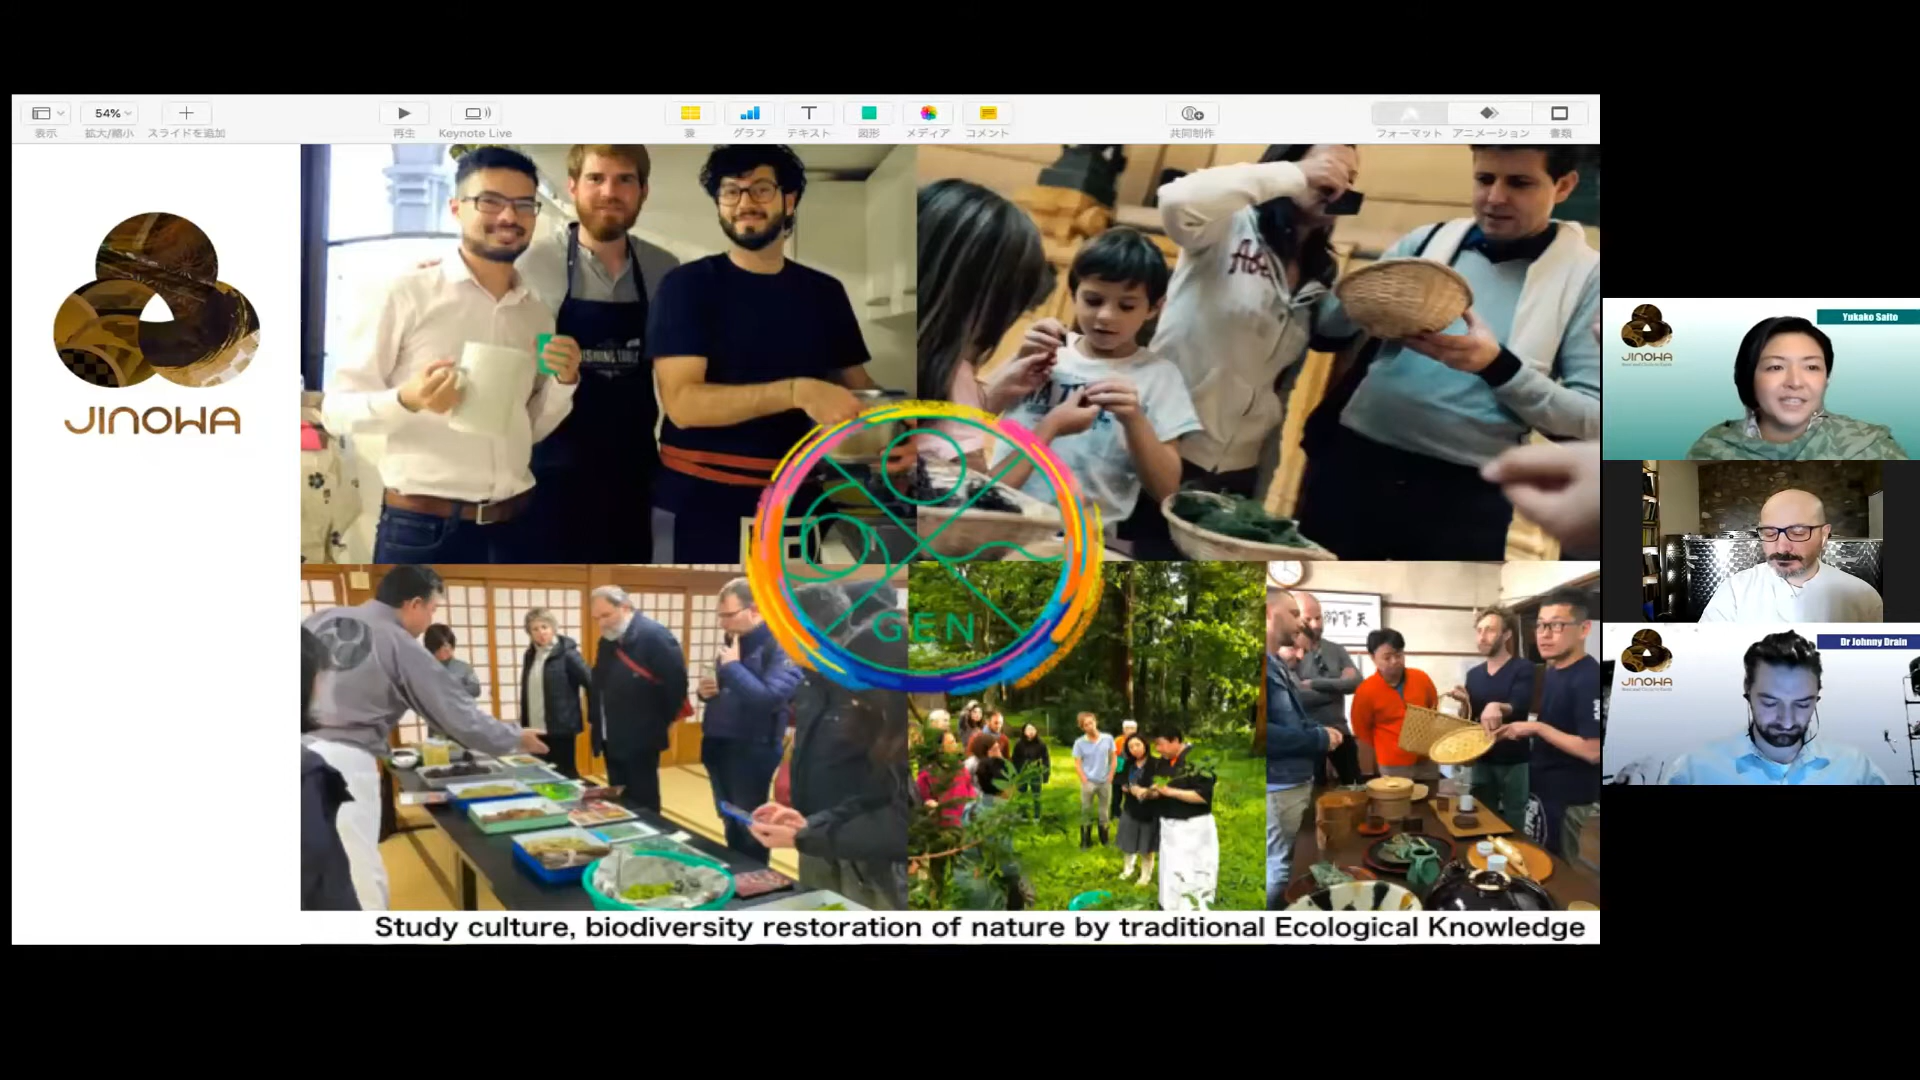 54%
表示
拡大/縮小
スライドを追加
再生
Keynote Live
表
グラフ
テキスト
図形
メディア
コメント
共同制作
フォーマット
アニメーション
書類
JINOWA
GEN
Study culture, biodiversity restoration of nature by traditional Ecological Knowledge
JINOWA
Yukako Saito
JINOWA
Dr Johnny Drain